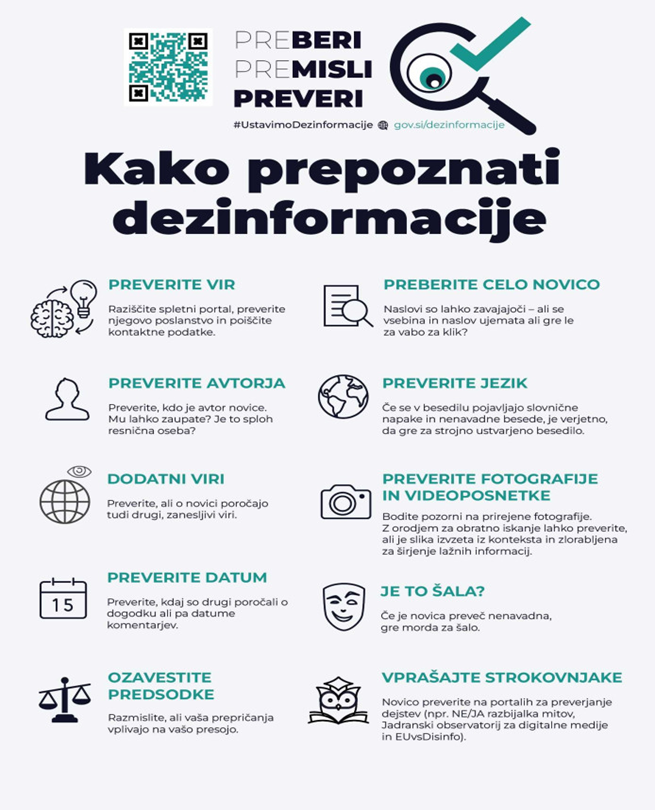 PREBERI
PREMISLI
PREVERI
#UstavimoDezinformacije gov.si/dezinformacije
Kako prepoznati
dezinformacije
PREVERITE VIR
Raziščite spletni portal, preverite
njegovo poslanstvo in poiščite
kontaktne podatke.
PREVERITE AVTORJA
Preverite, kdo je avtor novice.
Mu lahko zaupate? Je to sploh
resnična oseba?
DODATNI VIRI
Preverite, ali o novici poročajo
tudi drugi, zanesljivi viri.
PREVERITE DATUM
15
Preverite, kdaj so drugi poročali o
dogodku ali pa datume
komentarjev.
OZAVESTITE
PREDSODKE
Razmislite, ali vaša prepričanja
vplivajo na vašo presojo.
PREBERITE CELO NOVICO
Naslovi so lahko zavajajoči – ali se
vsebina in naslov ujemata ali gre le
za vabo za klik?
PREVERITE JEZIK
Če se v besedilu pojavljajo slovnične
napake in nenavadne besede, je verjetno,
da gre za strojno ustvarjeno besedilo.
PREVERITE FOTOGRAFIJE
IN VIDEOPOSNETKE
Bodite pozorni na prirejene fotografije.
Z orodjem za obratno iskanje lahko preverite,
ali je slika izvzeta iz konteksta in zlorabljena
za širjenje lažnih informacij.
JE TO ŠALA?
Če je novica preveč nenavadna,
gre morda za šalo.
VPRAŠAJTE STROKOVNJAKE
Novico preverite na portalih za preverjanje
dejstev (npr. NE/JA razbijalka mitov,
Jadranski observatorij za digitalne medije
in EUvsDisinfo).